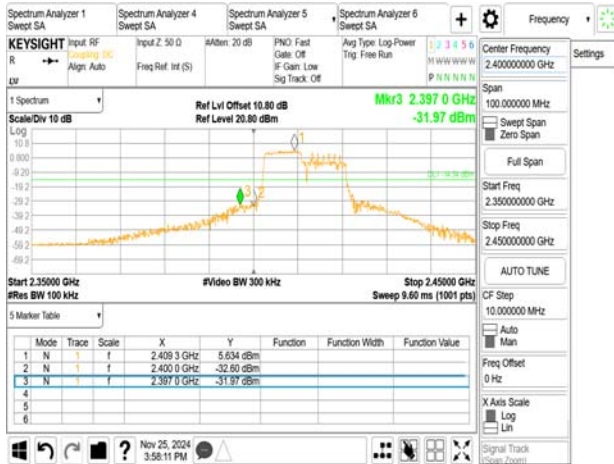 Spectrum Analyzer 1
Swept SA
Spectrum Analyzer 4
Swept SA
Spectrum Analyzer 5
Swept SA
Spectrum Analyzer 6
Swept SA
+
Frequency
KEYSIGHT
R
Input: RF
Coupling: DC
Align: Auto
Input Z: 50 Ω
Freq Ref: Int (S)
#Atten: 20 dB
PNO: Fast
Gate: Off
IF Gain: Low
Sig Track: Off
Avg Type: Log-Power
Trig: Free Run
1 2 3 4 5 6
M W W W W W
P N N N N N
1 Spectrum
Scale/Div 10 dB
Ref Lvl Offset 10.80 dB
Ref Level 20.80 dBm
Mkr3 2.397 0 GHz
-31.97 dBm
Log
10.8
0.800
-9.20
-19.2
-29.2
-39.2
-49.2
-59.2
-69.2
1
2
3
Start 2.35000 GHz
#Res BW 100 kHz
#Video BW 300 kHz
Stop 2.45000 GHz
Sweep 9.60 ms (1001 pts)
5 Marker Table
Mode Trace Scale X Y Function Function Width Function Value
1 N 1 f 2.409 3 GHz 5.634 dBm
2 N 1 f 2.400 0 GHz -32.60 dBm
3 N 1 f 2.397 0 GHz -31.97 dBm
4
5
6
Center Frequency
2.400000000 GHz
Settings
Span
100.000000 MHz
Swept Span
Zero Span
Full Span
Start Freq
2.350000000 GHz
Stop Freq
2.450000000 GHz
AUTO TUNE
CF Step
10.000000 MHz
Auto
Man
Freq Offset
0 Hz
X Axis Scale
Log
Lin
Signal Track
(Span Zoom)
?
Nov 25, 2024
3:58:11 PM